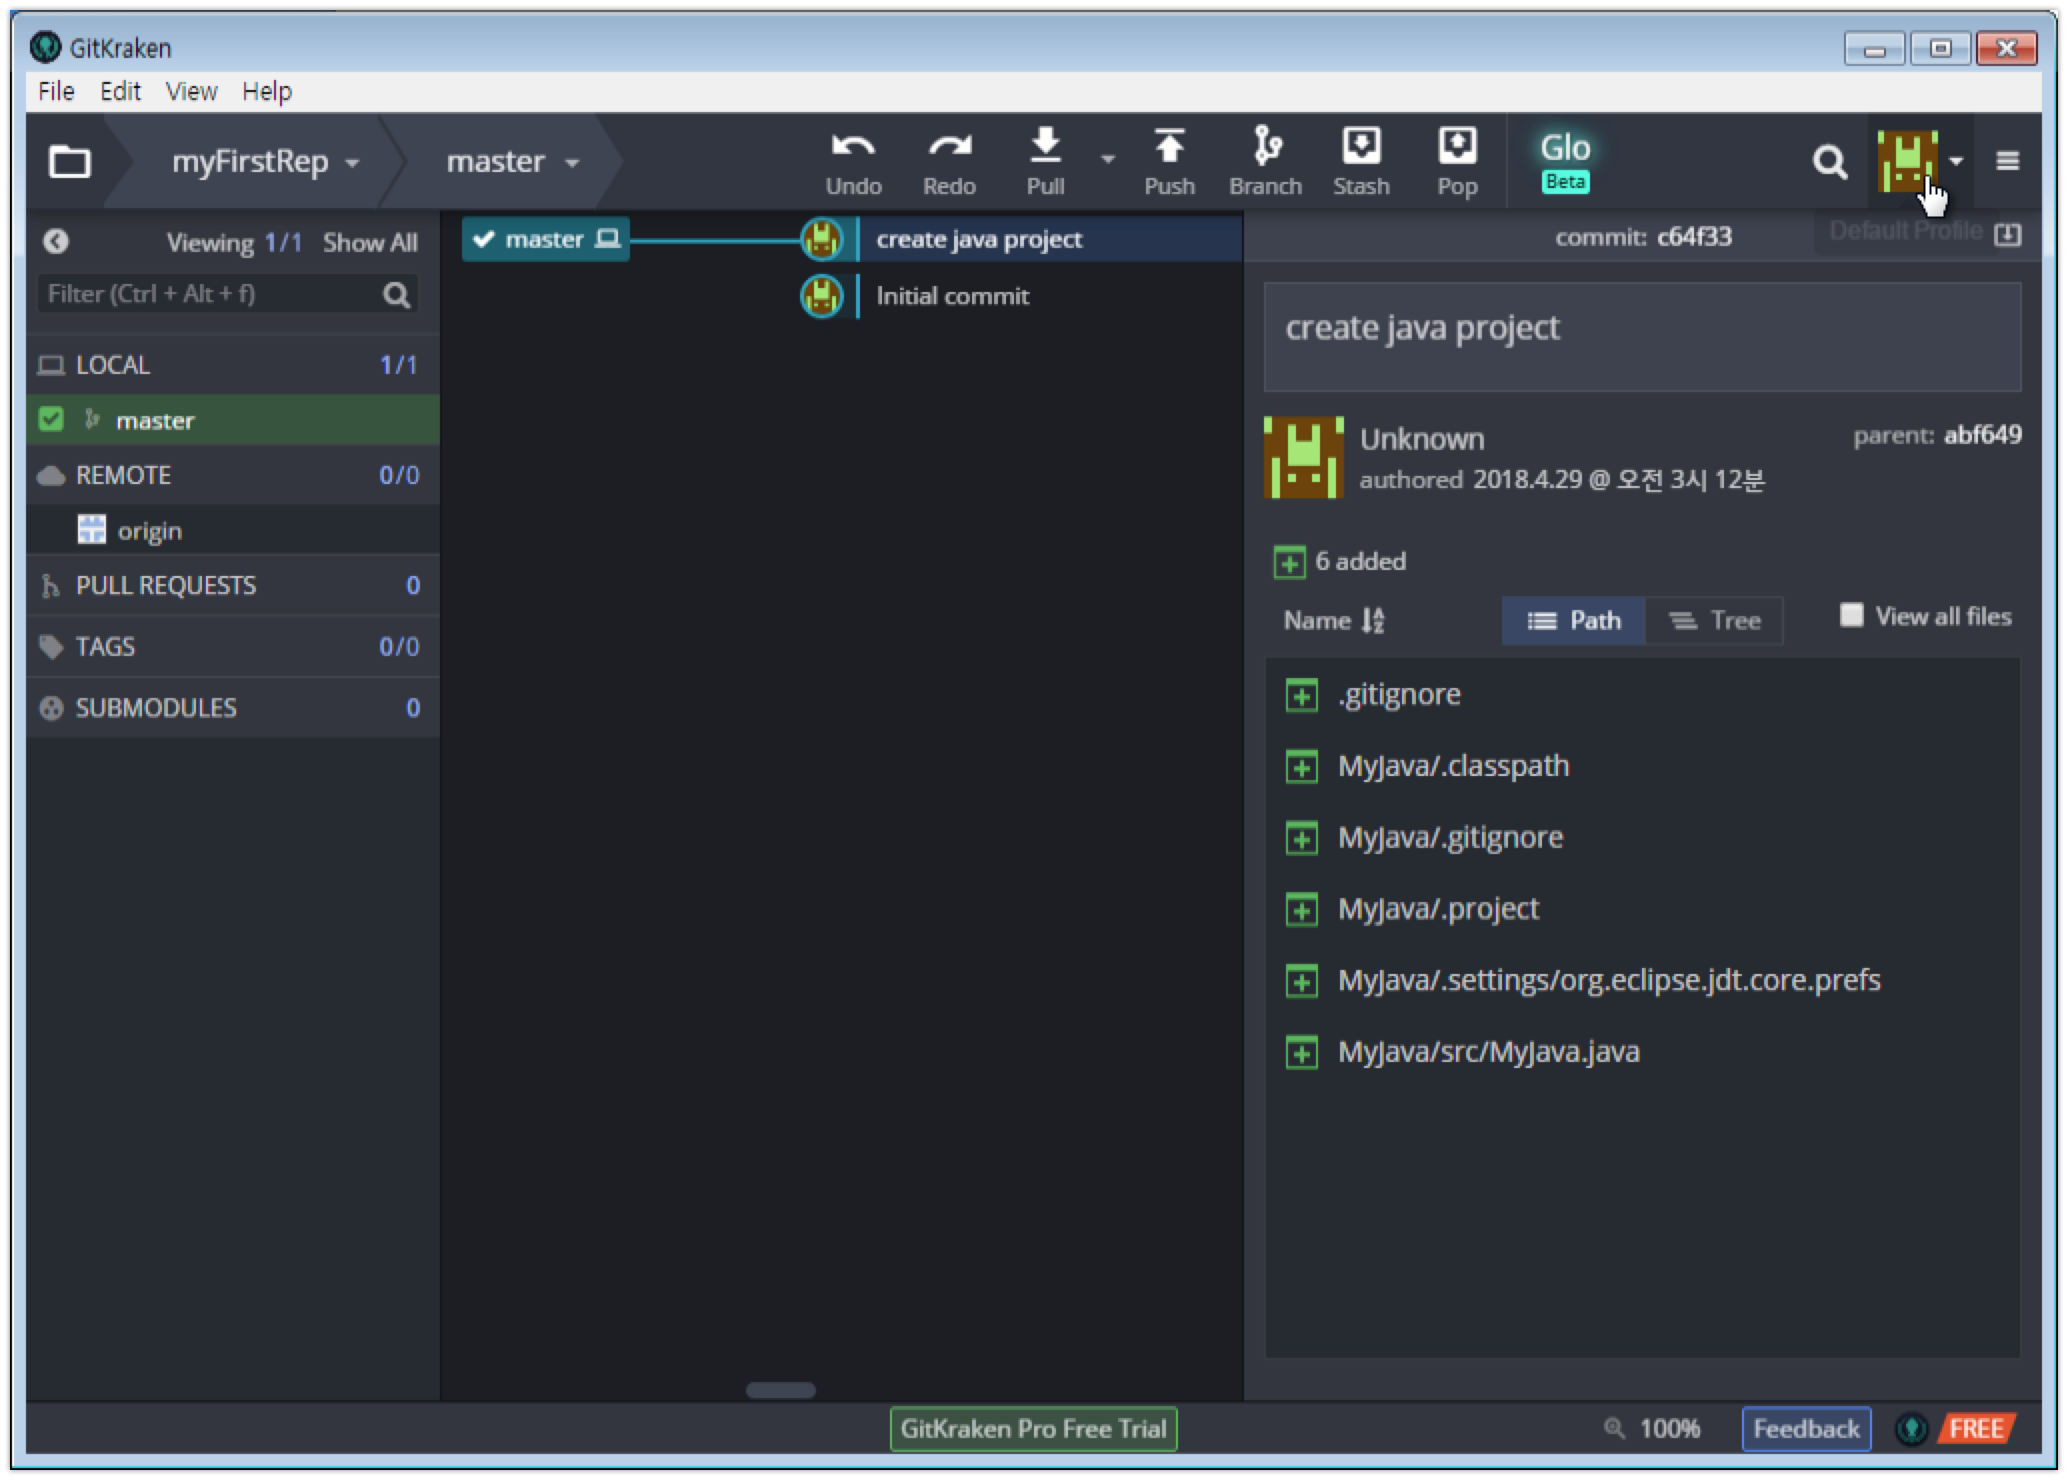 GitKraken
File Edit View Help
myFirstRep master Undo Redo Pull Push Branch Stash Pop Glo Beta
Default Profile
Viewing 1/1 Show All
Filter (Ctrl + Alt + f)
LOCAL 1/1
master
REMOTE 0/0
origin
PULL REQUESTS 0
TAGS 0/0
SUBMODULES 0
master create java project
Initial commit
commit: c64f33
create java project
Unknown
parent: abf649
authored 2018.4.29 @ 오전 3시 12분
6 added
Name Path Tree View all files
.gitignore
MyJava/.classpath
MyJava/.gitignore
MyJava/.project
MyJava/.settings/org.eclipse.jdt.core.prefs
MyJava/src/MyJava.java
GitKraken Pro Free Trial 100% Feedback FREE